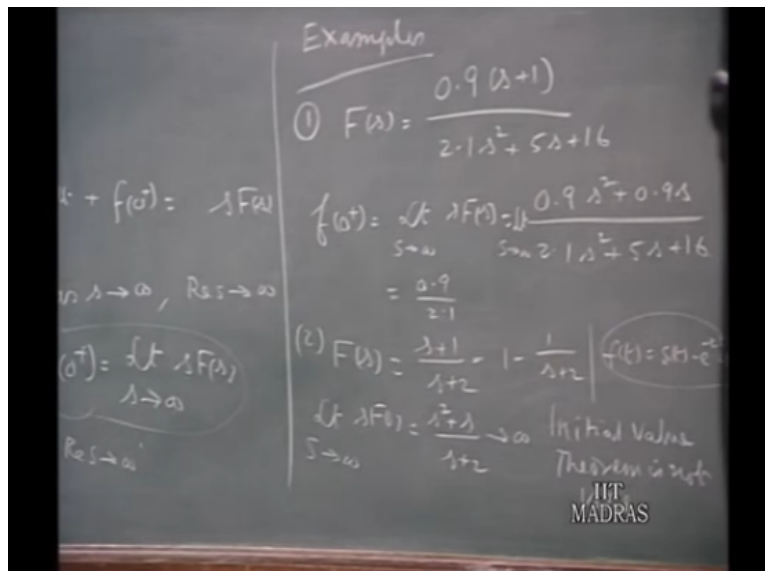 + f(0⁺) = sF(s)
as s→∞, Re s→∞
(0⁺) = Lt sF(s)
s→∞
Re s→∞
Examples
① F(s) = 0.9(s+1) / 2.1s²+5s+16
f(0⁺) = Lt sF(s) = Lt 0.9s²+0.9s / 2.1s²+5s+16
s→∞ s→∞
= 0.9 / 2.1
(2) F(s) = s+1 / s+2 = 1 - 1 / s+2 | f(t) = δ(t) - e⁻²ᵗ
Lt sF(s) = s²+s / s+2 →∞ Initial Value
s→∞ Theorem is not
IIT
MADRAS